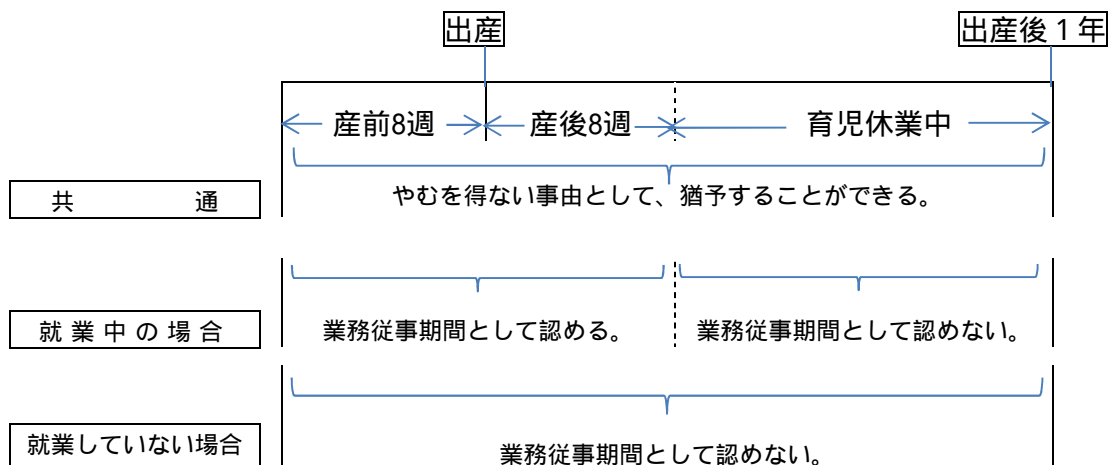 出産 出産後1年
産前8週 産後8週 育児休業中
共通 やむを得ない事由として、猶予することができる。
就業中の場合 業務従事期間として認める。 業務従事期間として認めない。
就業していない場合 業務従事期間として認めない。